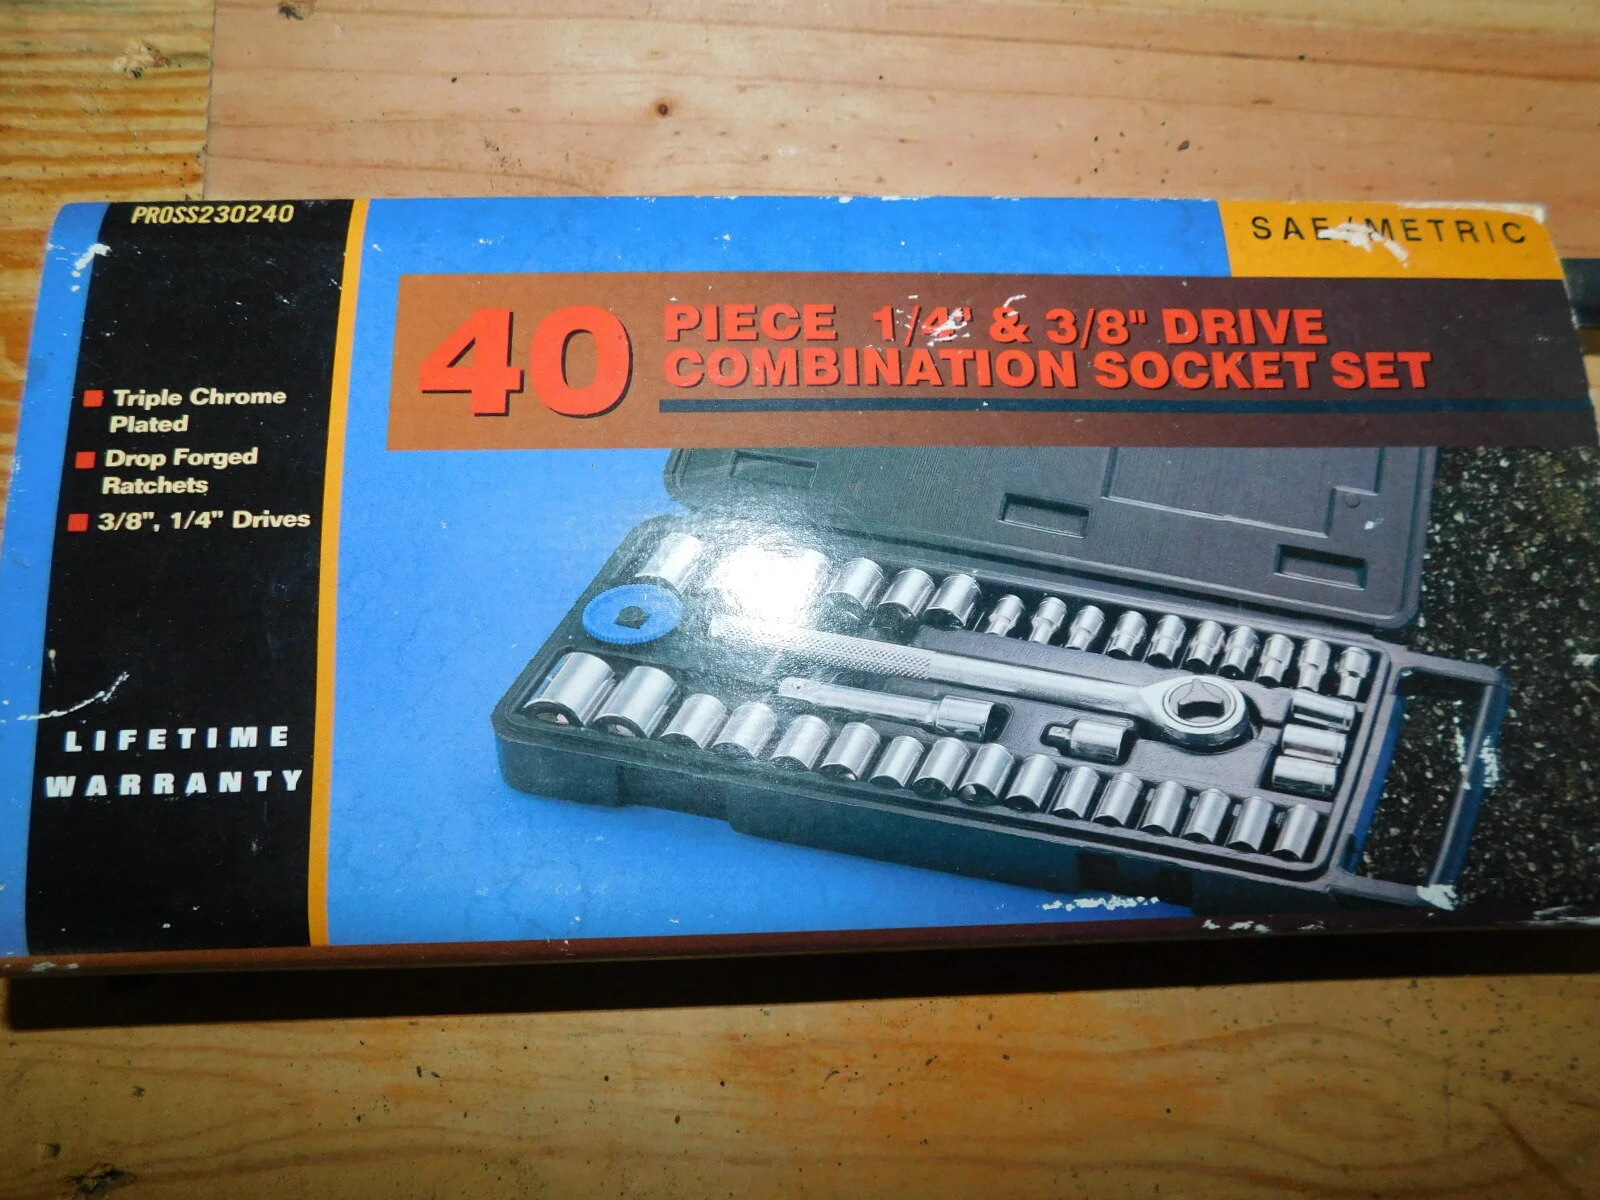 PROSS230240
SAE/METRIC
40 PIECE 1/4" & 3/8" DRIVE
COMBINATION SOCKET SET
Triple Chrome
Plated
Drop Forged
Ratchets
3/8", 1/4" Drives
LIFETIME
WARRANTY